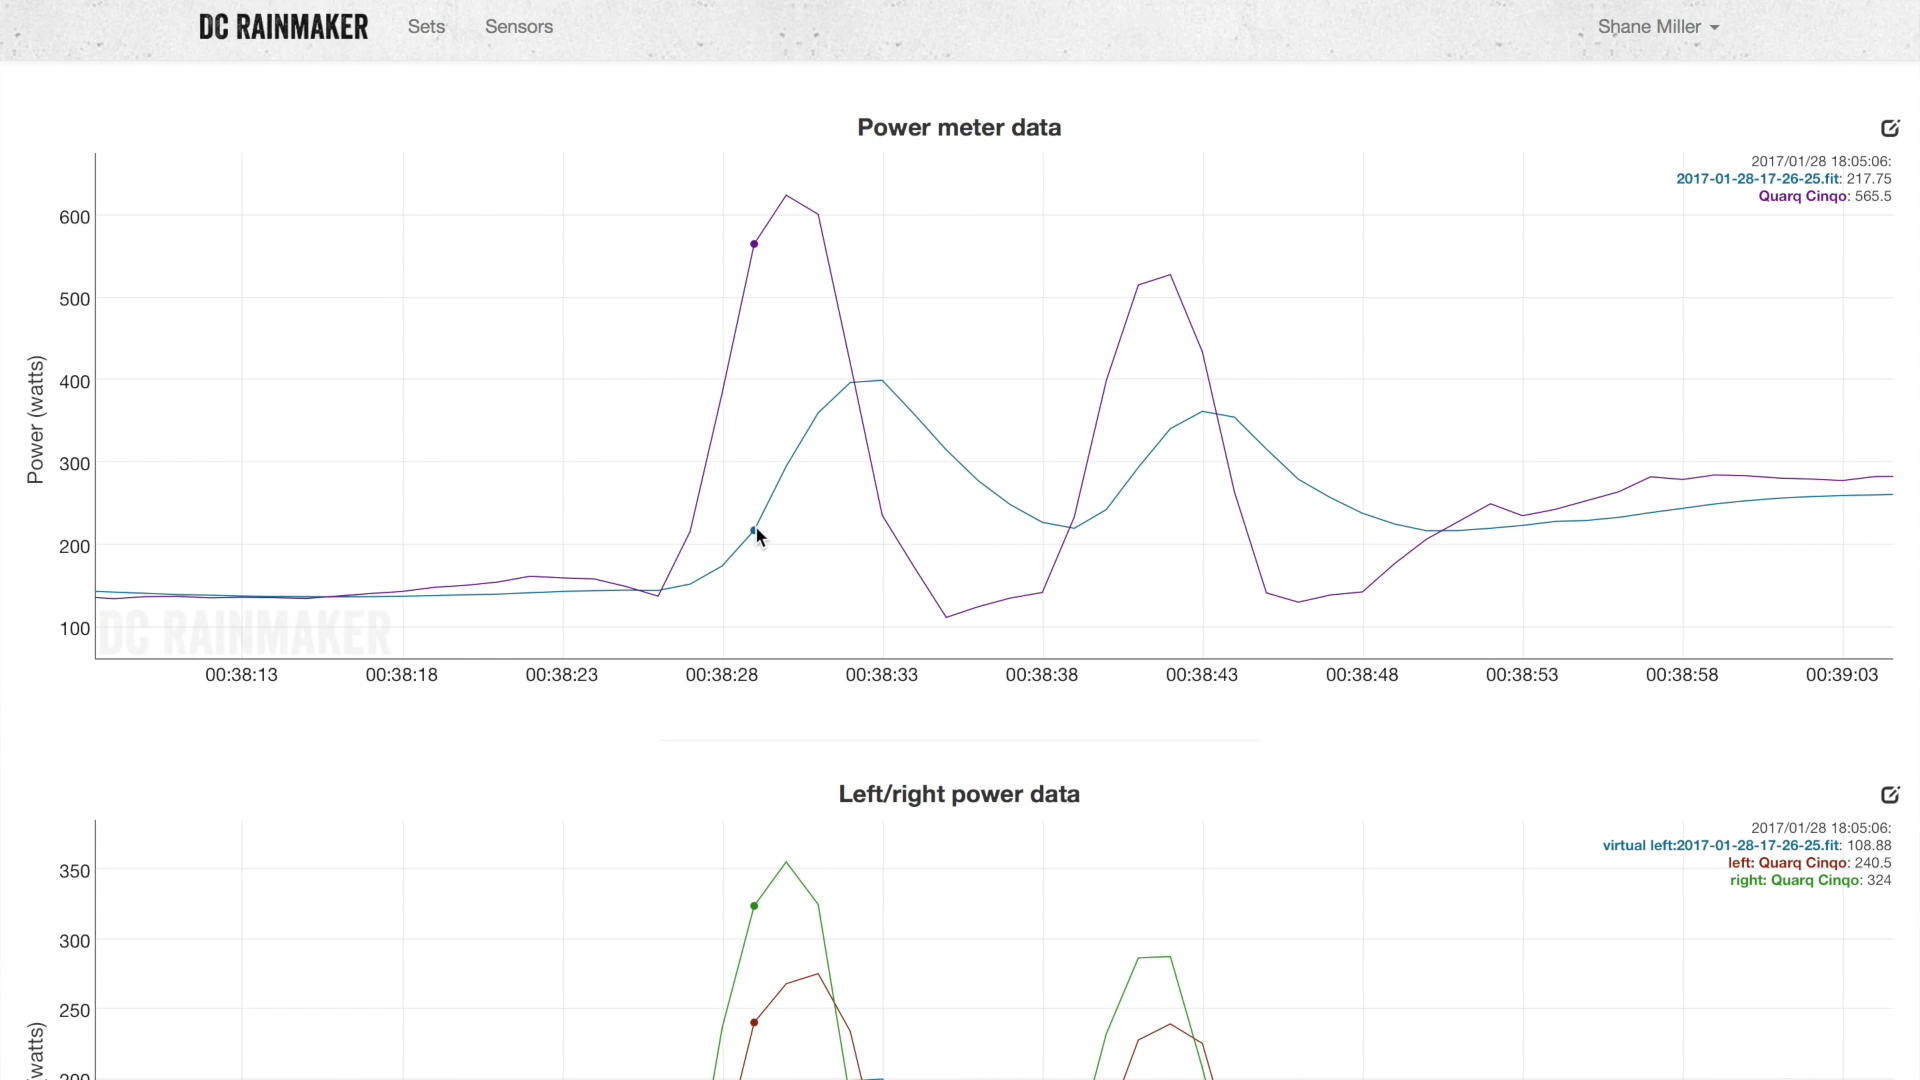 DC RAINMAKER Sets Sensors Shane Miller
Power meter data
2017/01/28 18:05:06:
2017-01-28-17-26-25.fit: 217.75
Quarq Cinqo: 565.5
Power (watts)
600
500
400
300
200
100
DC RAINMAKER
00:38:13 00:38:18 00:38:23 00:38:28 00:38:33 00:38:38 00:38:43 00:38:48 00:38:53 00:38:58 00:39:03
Left/right power data
2017/01/28 18:05:06:
virtual left:2017-01-28-17-26-25.fit: 108.88
left: Quarq Cinqo: 240.5
right: Quarq Cinqo: 324
350
300
250
200
watts)